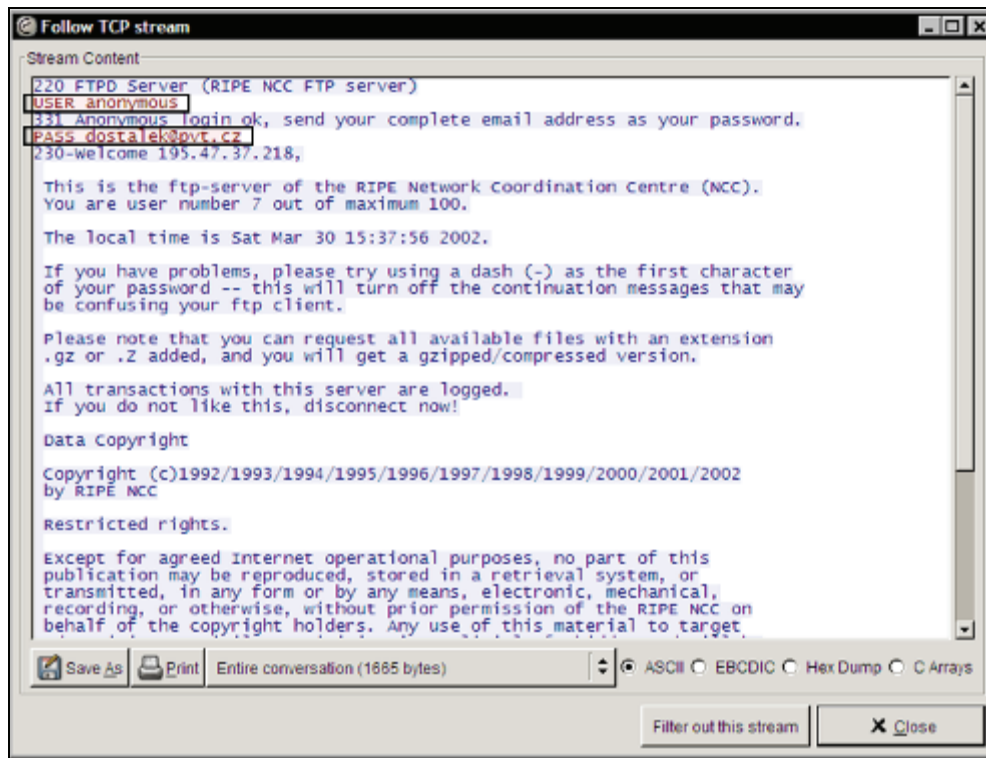 Follow TCP stream
Stream Content
220 FTPD Server (RIPE NCC FTP server)
USER anonymous
331 Anonymous login ok, send your complete email address as your password.
PASS dostalek@pvt.cz
230-Welcome 195.47.37.218,
This is the ftp-server of the RIPE Network Coordination Centre (NCC).
You are user number 7 out of maximum 100.
The local time is Sat Mar 30 15:37:56 2002.
If you have problems, please try using a dash (-) as the first character
of your password -- this will turn off the continuation messages that may
be confusing your ftp client.
Please note that you can request all available files with an extension
.gz or .Z added, and you will get a gzipped/compressed version.
All transactions with this server are logged.
If you do not like this, disconnect now!
Data Copyright
Copyright (c)1992/1993/1994/1995/1996/1997/1998/1999/2000/2001/2002
by RIPE NCC
Restricted rights.
Except for agreed Internet operational purposes, no part of this
publication may be reproduced, stored in a retrieval system, or
transmitted, in any form or by any means, electronic, mechanical,
recording, or otherwise, without prior permission of the RIPE NCC on
behalf of the copyright holders. Any use of this material to target
Save As Print Entire conversation (1665 bytes) ASCII EBCDIC Hex Dump C Arrays
Filter out this stream Close